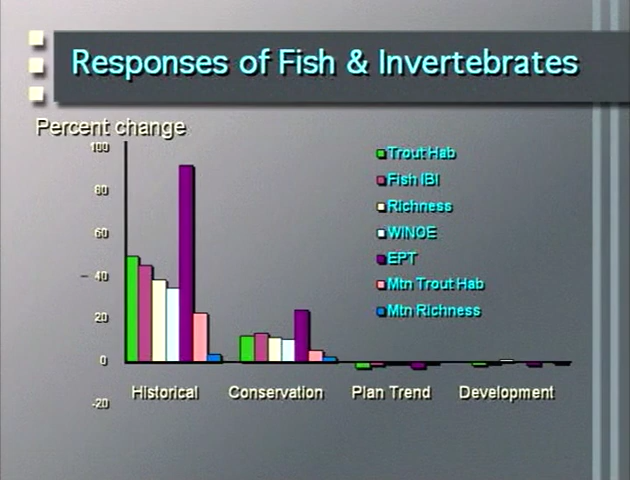 Responses of Fish & Invertebrates
Percent change
100
80
60
40
20
0
-20
Trout Hab
Fish IBI
Richness
WINOE
EPT
Mtn Trout Hab
Mtn Richness
Historical Conservation Plan Trend Development